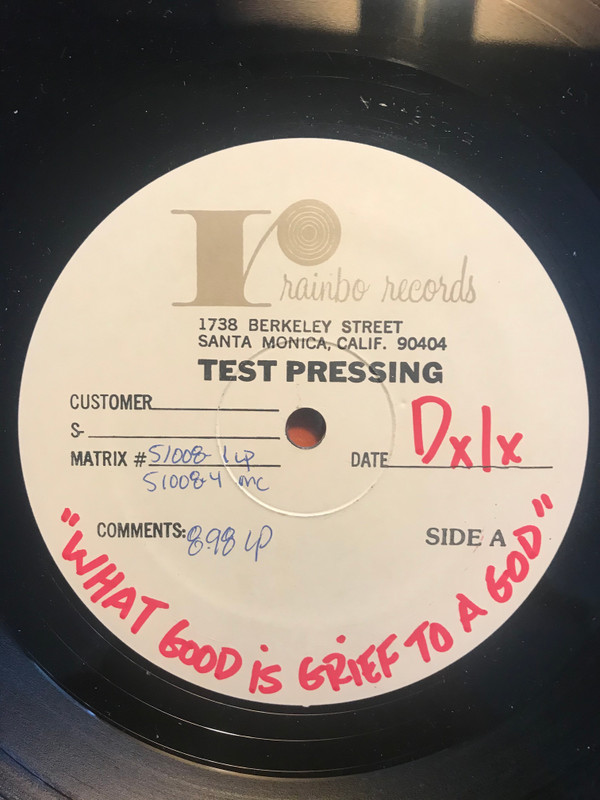 r rainbo records
1738 BERKELEY STREET
SANTA MONICA, CALIF. 90404
TEST PRESSING
CUSTOMER
S-
MATRIX # 51008-1 LP
51008-4 mc
DATE DxIx
COMMENTS: 8.98 LP
SIDE A
"WHAT GOOD iS GRiEF TO A GOD"